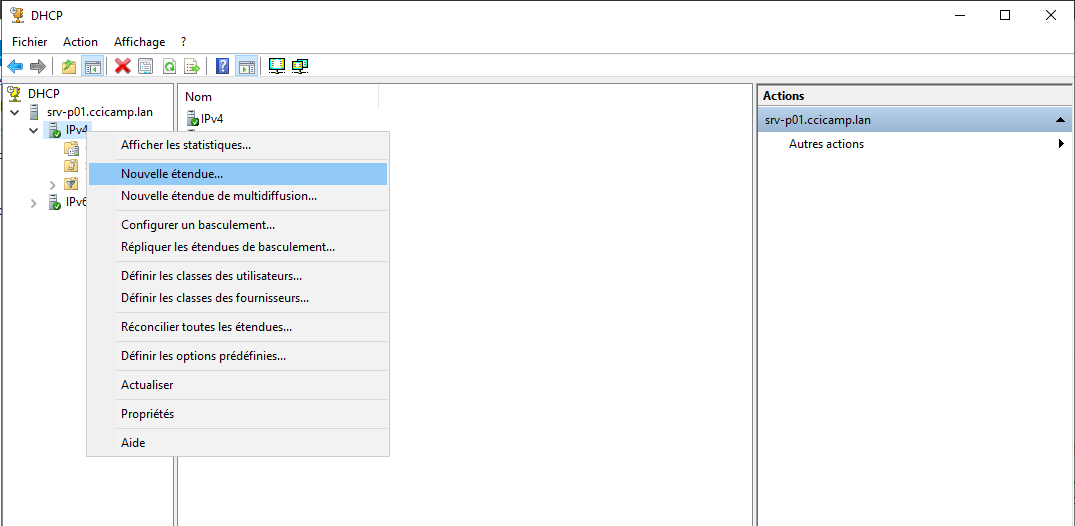 DHCP
Fichier Action Affichage ?
DHCP
srv-p01.ccicamp.lan
IPv4
IPv6
Nom
IPv4
Afficher les statistiques...
Nouvelle étendue...
Nouvelle étendue de multidiffusion...
Configurer un basculement...
Répliquer les étendues de basculement...
Définir les classes des utilisateurs...
Définir les classes des fournisseurs...
Réconcilier toutes les étendues...
Définir les options prédéfinies...
Actualiser
Propriétés
Aide
Actions
srv-p01.ccicamp.lan
Autres actions